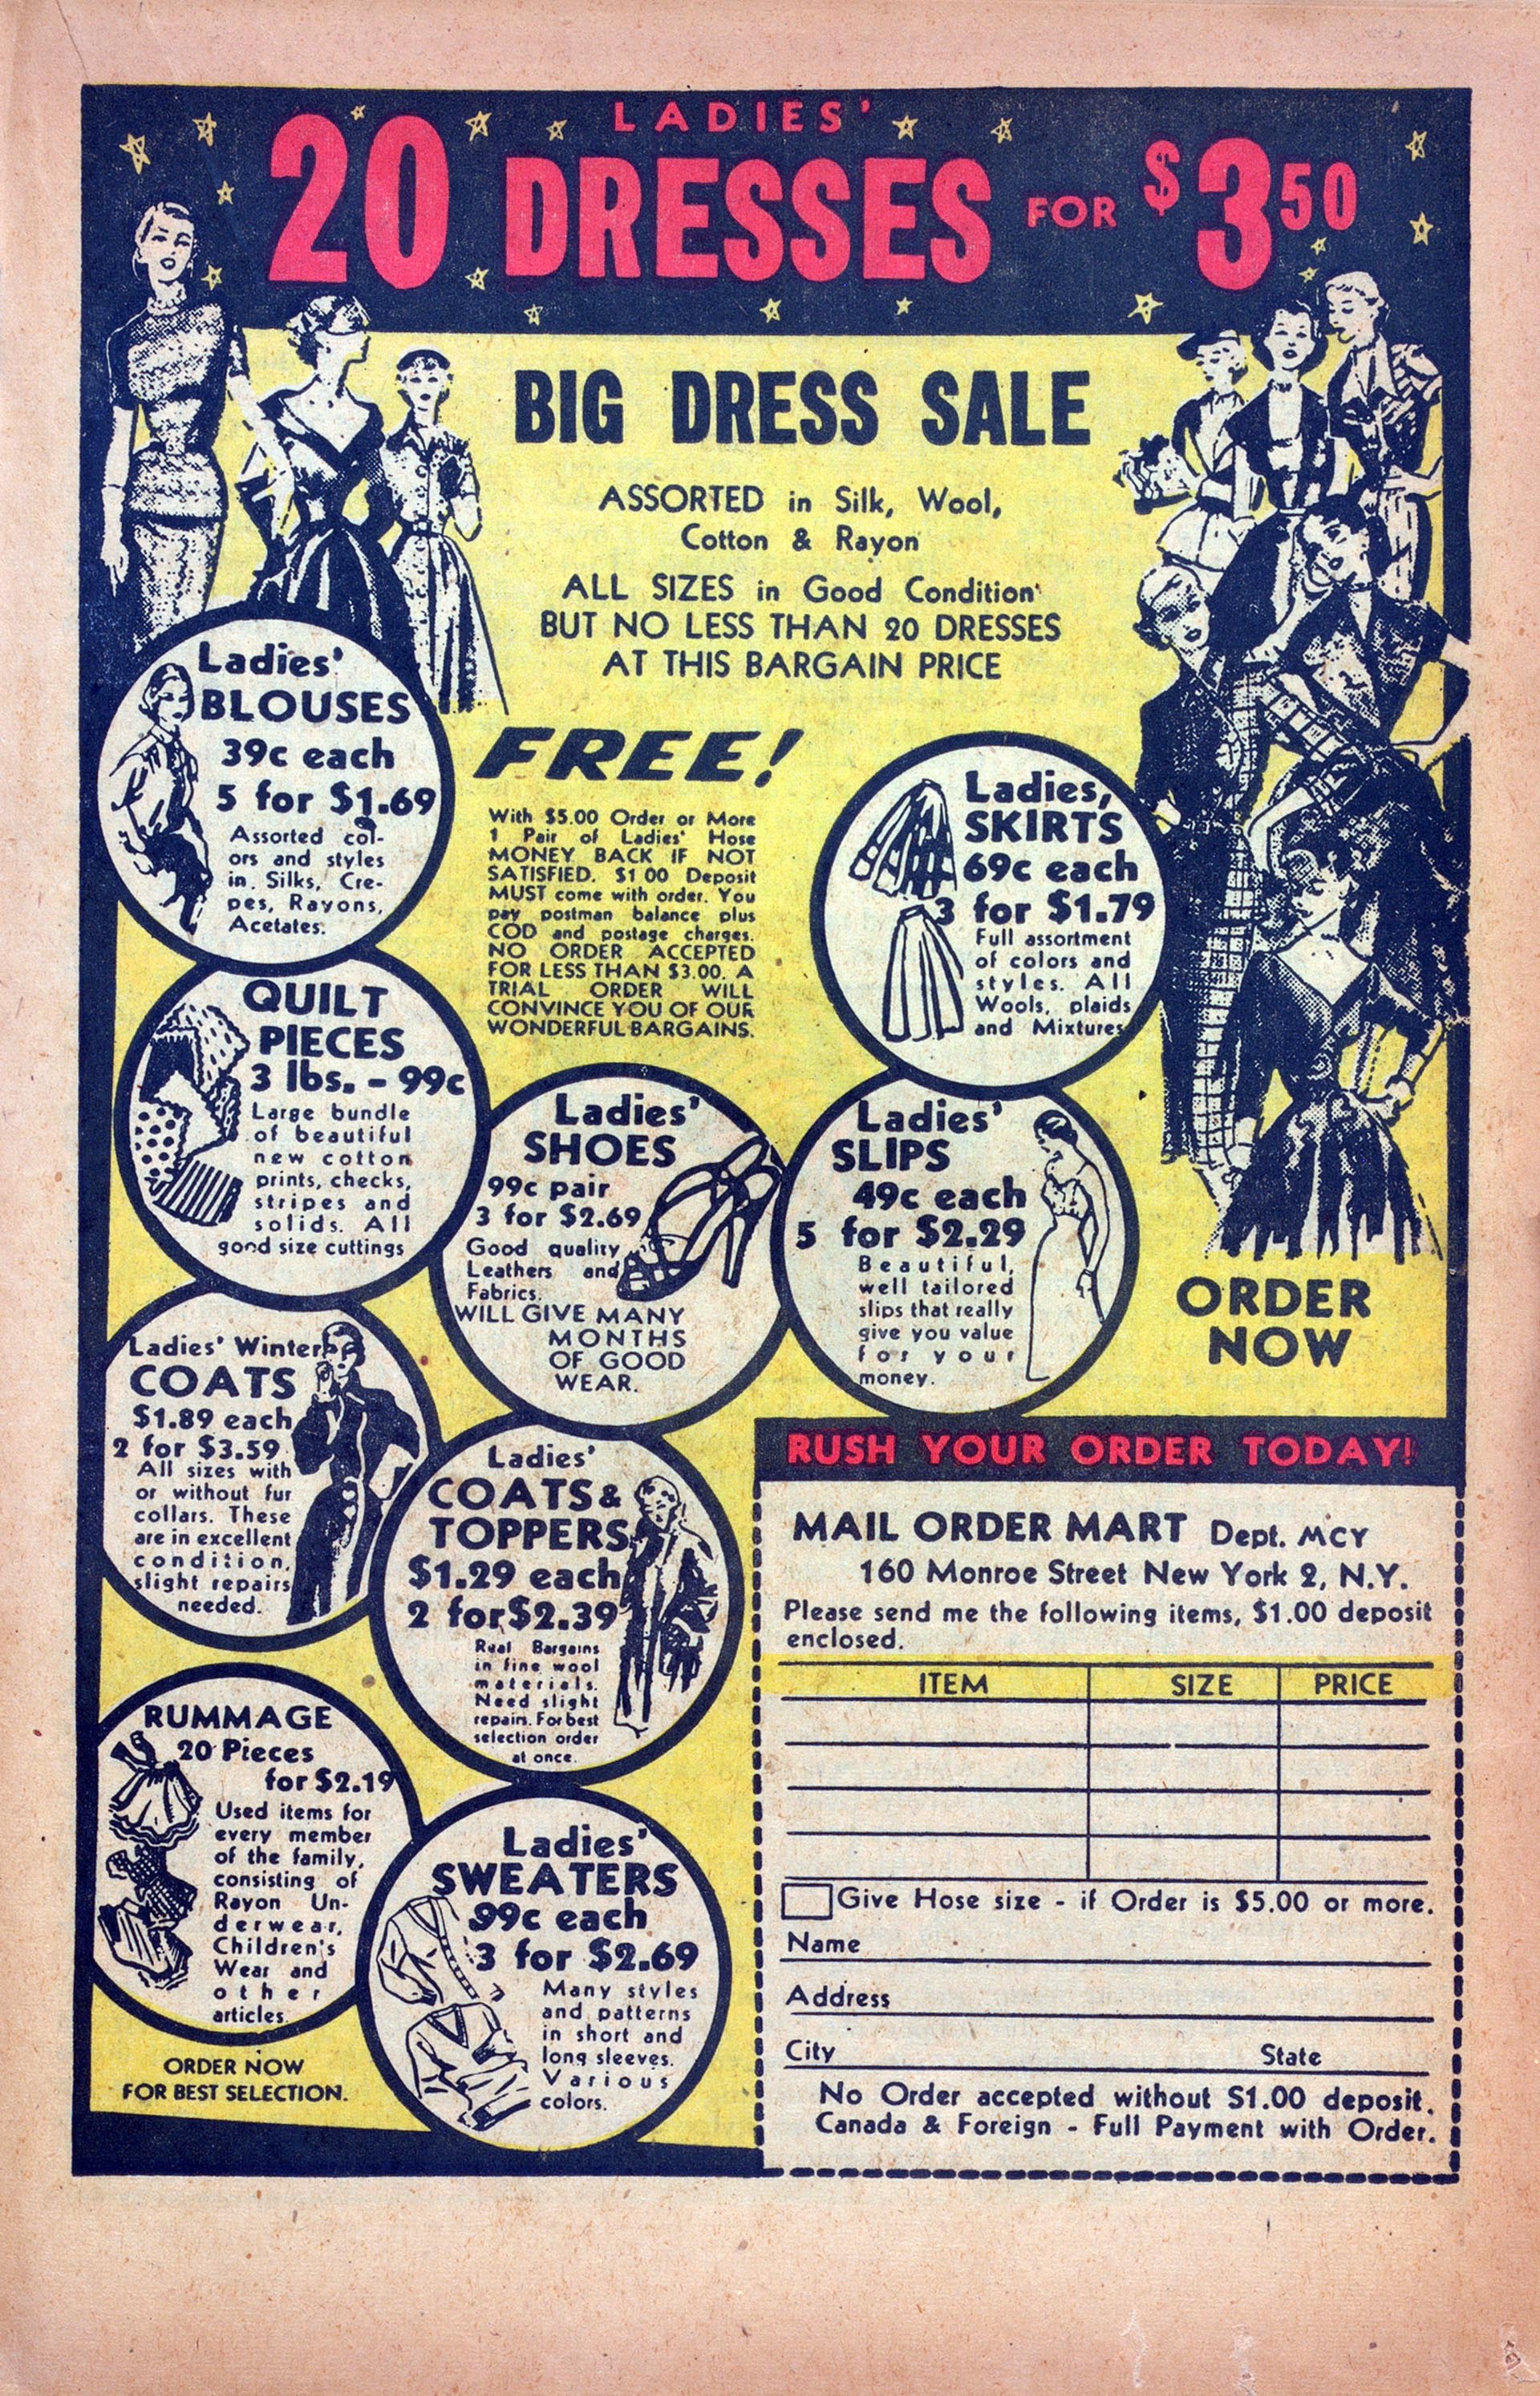 LADIES'
20 DRESSES FOR $3.50
BIG DRESS SALE
ASSORTED in Silk, Wool,
Cotton & Rayon
ALL SIZES in Good Condition
BUT NO LESS THAN 20 DRESSES
AT THIS BARGAIN PRICE
Ladies'
BLOUSES
39c each
5 for $1.69
Assorted col-
ors and styles
in. Silks, Cre-
pes, Rayons,
Acetates.
FREE!
With $5.00 Order or More
1 Pair of Ladies' Hose
MONEY BACK IF NOT
SATISFIED. $1 00 Deposit
MUST come with order. You
pay postman balance plus
COD and postage charges.
NO ORDER ACCEPTED
FOR LESS THAN $3.00. A
TRIAL ORDER WILL
CONVINCE YOU OF OUR
WONDERFUL BARGAINS.
Ladies,
SKIRTS
69c each
3 for $1.79
Full assortment
of colors and
styles. All
Wools, plaids
and Mixtures
QUILT
PIECES
3 lbs. - 99c
Large bundle
of beautiful
new cotton
prints, checks,
stripes and
solids. All
good size cuttings
Ladies'
SHOES
99c pair
3 for $2.69
Good quality
Leathers and
Fabrics.
WILL GIVE MANY
MONTHS
OF GOOD
WEAR.
Ladies'
SLIPS
49c each
5 for $2.29
Beautiful,
well tailored
slips that really
give you value
for your
money.
ORDER
NOW
Ladies' Winter
COATS
$1.89 each
2 for $3.59
All sizes with
or without fur
collars. These
are in excellent
condition,
slight repairs
needed.
Ladies'
COATS &
TOPPERS
$1.29 each
2 for $2.39
Real Bargains
in fine wool
materials.
Need slight
repairs. For best
selection order
at once.
RUMMAGE
20 Pieces
for $2.19
Used items for
every member
of the family,
consisting of
Rayon Un-
derwear,
Children's
Wear and
other
articles.
Ladies'
SWEATERS
99c each
3 for $2.69
Many styles
and patterns
in short and
long sleeves.
Various
colors.
ORDER NOW
FOR BEST SELECTION.
RUSH YOUR ORDER TODAY!
MAIL ORDER MART Dept. MCY
160 Monroe Street New York 2, N.Y.
Please send me the following items, $1.00 deposit
enclosed.
ITEM SIZE PRICE
Give Hose size - if Order is $5.00 or more.
Name
Address
City State
No Order accepted without $1.00 deposit.
Canada & Foreign - Full Payment with Order.